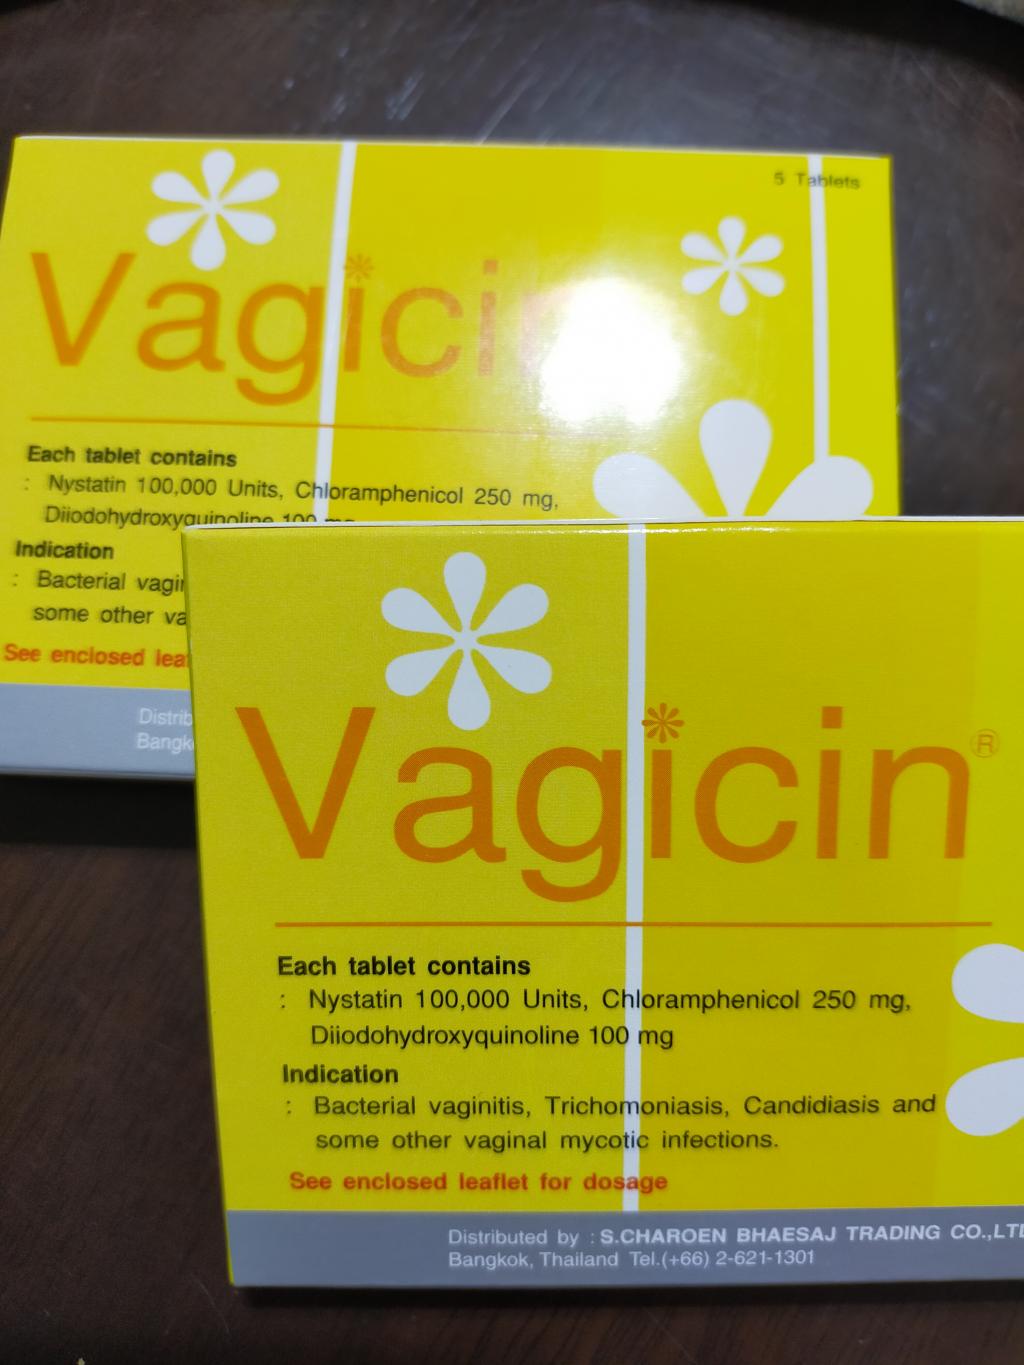 5 Tablets
Vagicin
Each tablet contains
: Nystatin 100,000 Units, Chloramphenicol 250 mg,
Diiodohydroxyquinoline 100 mg
Indication
: Bacterial
some other
See enclosed
Vagicin®
Each tablet contains
: Nystatin 100,000 Units, Chloramphenicol 250 mg,
Diiodohydroxyquinoline 100 mg
Indication
: Bacterial vaginitis, Trichomoniasis, Candidiasis and
some other vaginal mycotic infections.
See enclosed leaflet for dosage
Distributed by : S.CHAROEN BHAESAJ TRADING CO.,LTD
Bangkok, Thailand Tel.(+66) 2-621-1301